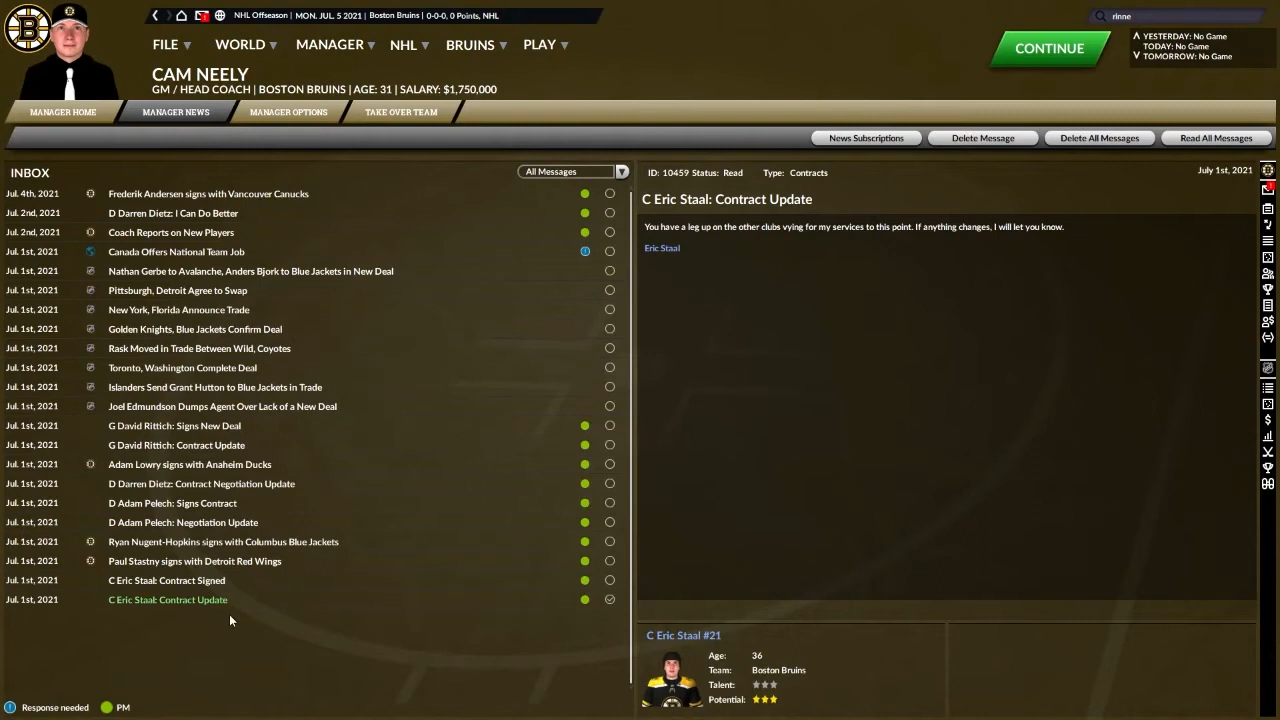 NHL Offseason | MON. JUL. 5 2021 | Boston Bruins | 0-0-0, 0 Points, NHL
rinne
FILE WORLD MANAGER NHL BRUINS PLAY
CONTINUE
YESTERDAY: No Game
TODAY: No Game
TOMORROW: No Game
CAM NEELY
GM / HEAD COACH | BOSTON BRUINS | AGE: 31 | SALARY: $1,750,000
MANAGER HOME MANAGER NEWS MANAGER OPTIONS TAKE OVER TEAM
News Subscriptions Delete Message Delete All Messages Read All Messages
INBOX All Messages
Jul. 4th, 2021 Frederik Andersen signs with Vancouver Canucks
Jul. 2nd, 2021 D Darren Dietz: I Can Do Better
Jul. 2nd, 2021 Coach Reports on New Players
Jul. 1st, 2021 Canada Offers National Team Job
Jul. 1st, 2021 Nathan Gerbe to Avalanche, Anders Bjork to Blue Jackets in New Deal
Jul. 1st, 2021 Pittsburgh, Detroit Agree to Swap
Jul. 1st, 2021 New York, Florida Announce Trade
Jul. 1st, 2021 Golden Knights, Blue Jackets Confirm Deal
Jul. 1st, 2021 Rask Moved in Trade Between Wild, Coyotes
Jul. 1st, 2021 Toronto, Washington Complete Deal
Jul. 1st, 2021 Islanders Send Grant Hutton to Blue Jackets in Trade
Jul. 1st, 2021 Joel Edmundson Dumps Agent Over Lack of a New Deal
Jul. 1st, 2021 G David Rittich: Signs New Deal
Jul. 1st, 2021 G David Rittich: Contract Update
Jul. 1st, 2021 Adam Lowry signs with Anaheim Ducks
Jul. 1st, 2021 D Darren Dietz: Contract Negotiation Update
Jul. 1st, 2021 D Adam Pelech: Signs Contract
Jul. 1st, 2021 D Adam Pelech: Negotiation Update
Jul. 1st, 2021 Ryan Nugent-Hopkins signs with Columbus Blue Jackets
Jul. 1st, 2021 Paul Stastny signs with Detroit Red Wings
Jul. 1st, 2021 C Eric Staal: Contract Signed
Jul. 1st, 2021 C Eric Staal: Contract Update
Response needed PM
ID: 10459 Status: Read Type: Contracts July 1st, 2021
C Eric Staal: Contract Update
You have a leg up on the other clubs vying for my services to this point. If anything changes, I will let you know.
Eric Staal
C Eric Staal #21
Age: 36
Team: Boston Bruins
Talent:
Potential: